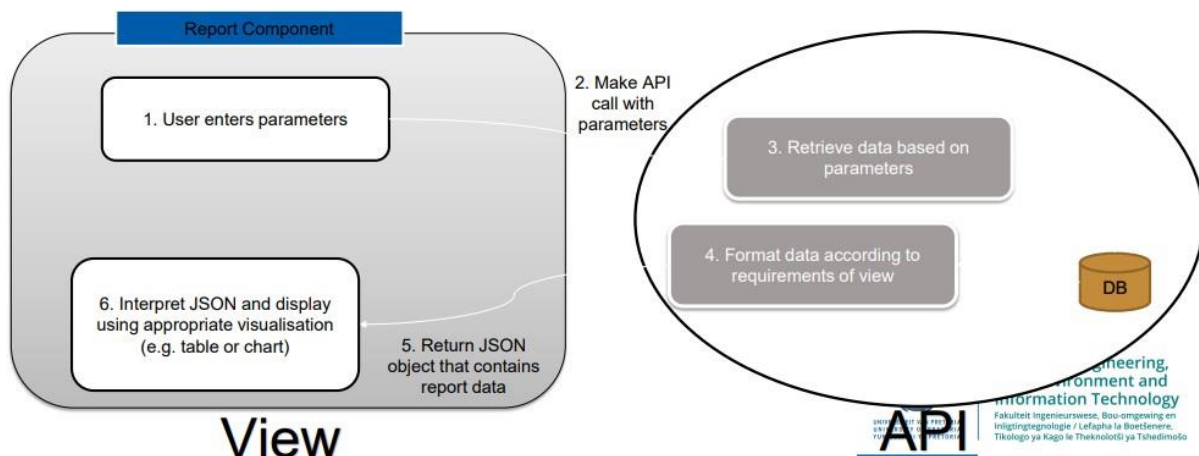 Report Component
1. User enters parameters
2. Make API
call with
parameters
3. Retrieve data based on
parameters
4. Format data according to
requirements of view
DB
6. Interpret JSON and display
using appropriate visualisation
(e.g. table or chart)
5. Return JSON
object that contains
report data
View
API
and
Information Technology
Fakulteit Ingenieurswese, Bou-omgewing en
Inligtingtegnologie / Lefapha la Boetšenere,
Tikologo ya Kago le Theknolotši ya Tshedimošo